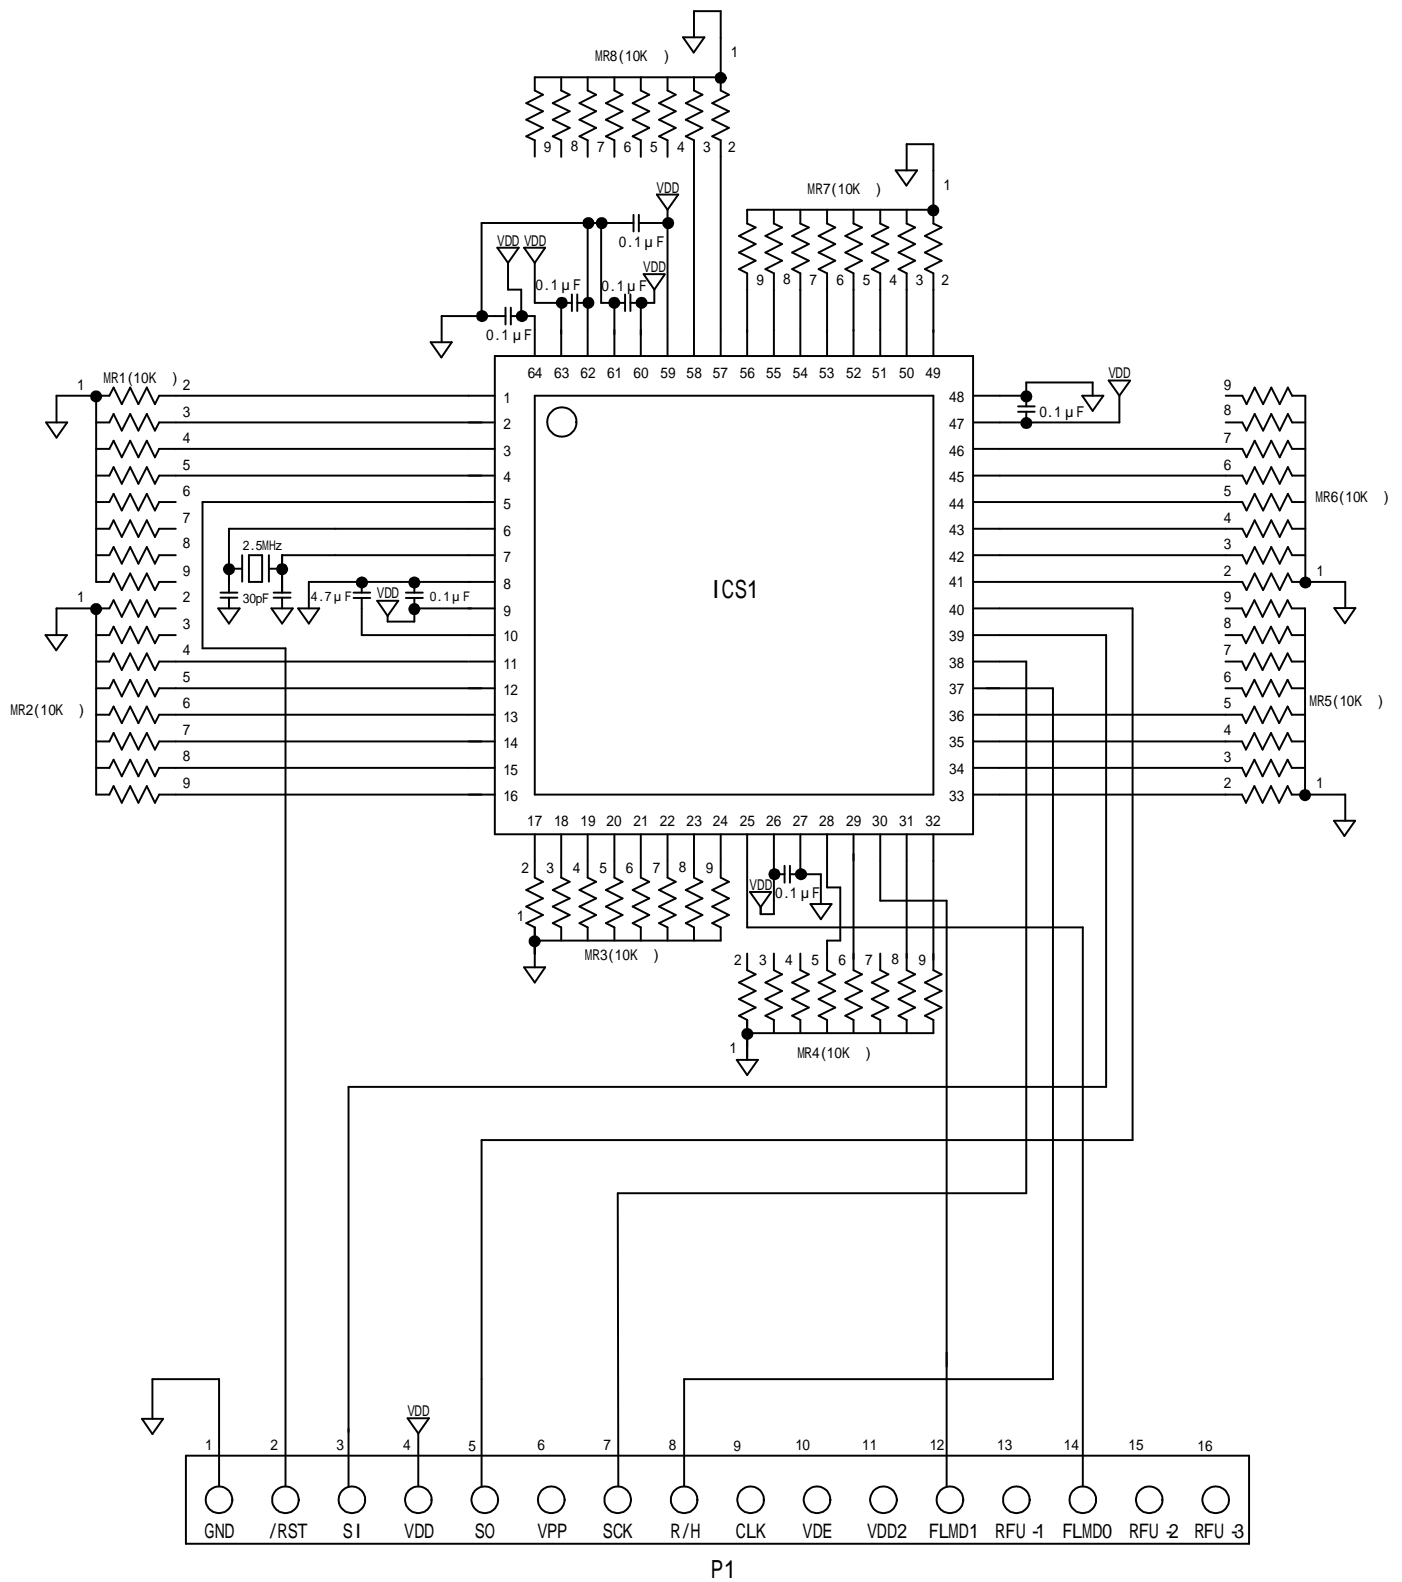 1
MR8(10K )
9 8 7 6 5 4 3 2
1
MR7(10K )
VDD
0.1μF
VDD VDD
VDD
0.1μF 0.1μF
9 8 7 6 5 4 3 2
0.1μF
64 63 62 61 60 59 58 57 56 55 54 53 52 51 50 49
1 MR1(10K ) 2
3
4
5
6
7
8
9
1 2
3
4
5
6
7
8
9
MR2(10K )
2.5MHz
30pF
4.7μF VDD 0.1μF
1
2
3
4
5
6
7
8
9
10
11
12
13
14
15
16
ICS1
48
47
46
45
44
43
42
41
40
39
38
37
36
35
34
33
VDD
0.1μF
9
8
7
6
5
4
3
2 1
MR6(10K )
9
8
7
6
5
4
3
2 1
MR5(10K )
17 18 19 20 21 22 23 24 25 26 27 28 29 30 31 32
2 3 4 5 6 7 8 9
VDD 0.1μF
1
MR3(10K )
2 3 4 5 6 7 8 9
1 MR4(10K )
VDD
1 2 3 4 5 6 7 8 9 10 11 12 13 14 15 16
GND /RST SI VDD SO VPP SCK R/H CLK VDE VDD2 FLMD1 RFU-1 FLMD0 RFU-2 RFU-3
P1